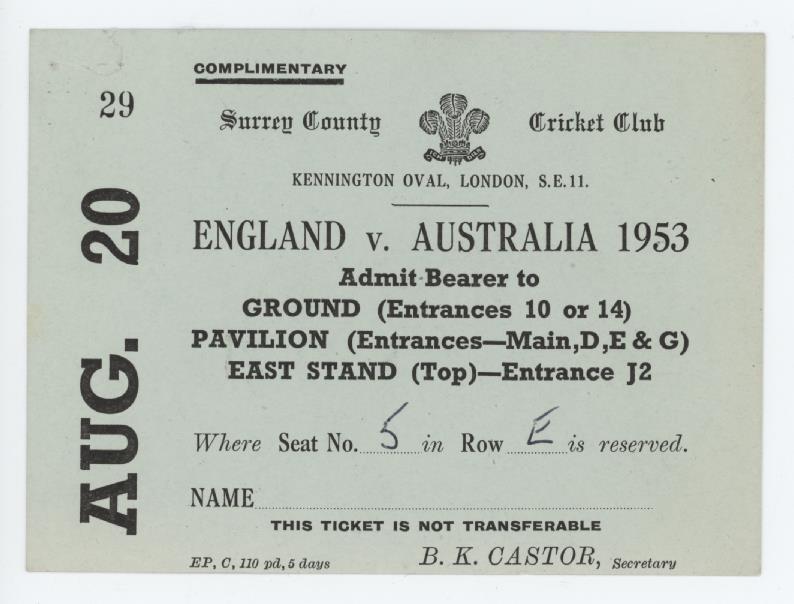 COMPLIMENTARY
29
Surrey County Cricket Club
KENNINGTON OVAL, LONDON, S.E.11.
AUG. 20
ENGLAND v. AUSTRALIA 1953
Admit Bearer to
GROUND (Entrances 10 or 14)
PAVILION (Entrances—Main, D, E & G)
EAST STAND (Top)—Entrance J2
Where Seat No. 5 in Row E is reserved.
NAME
THIS TICKET IS NOT TRANSFERABLE
EP, C, 110 pd, 5 days
B. K. CASTOR, Secretary